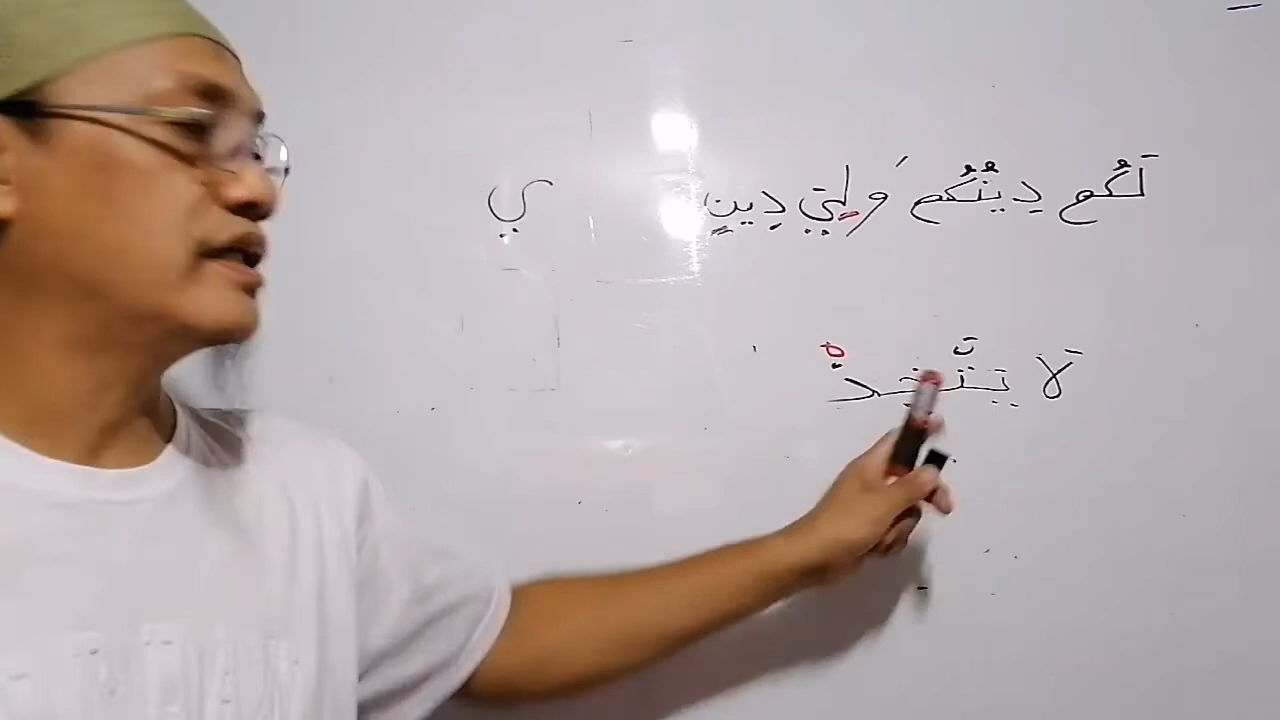 لَكُم دِينُكُم وَلِي دِينٍ ي
لَا يَتَّخِذْ